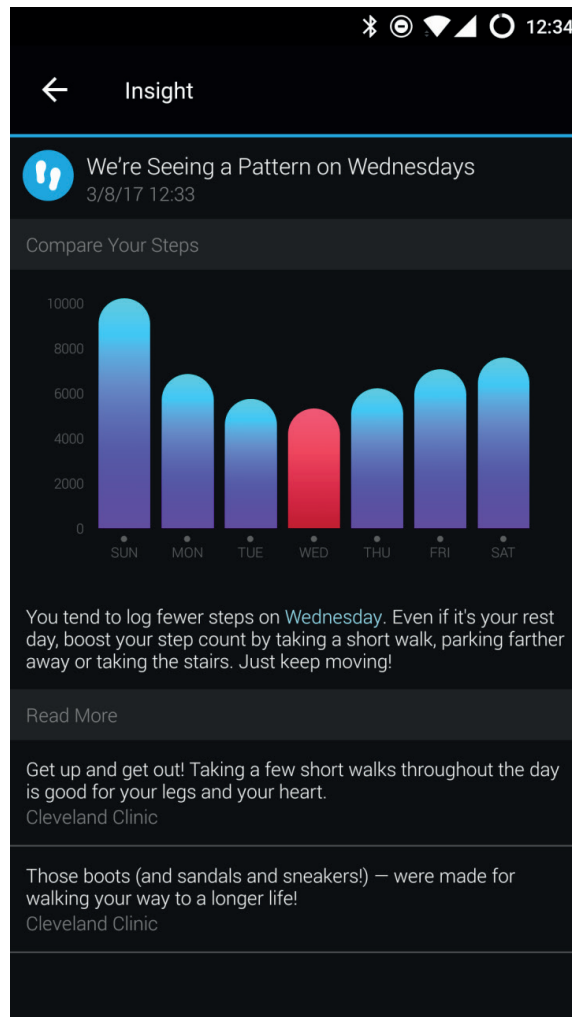 12:34
Insight
We’re Seeing a Pattern on Wednesdays
3/8/17 12:33
Compare Your Steps
10000
8000
6000
4000
2000
0
SUN MON TUE WED THU FRI SAT
You tend to log fewer steps on Wednesday. Even if it's your rest
day, boost your step count by taking a short walk, parking farther
away or taking the stairs. Just keep moving!
Read More
Get up and get out! Taking a few short walks throughout the day
is good for your legs and your heart.
Cleveland Clinic
Those boots (and sandals and sneakers!) — were made for
walking your way to a longer life!
Cleveland Clinic